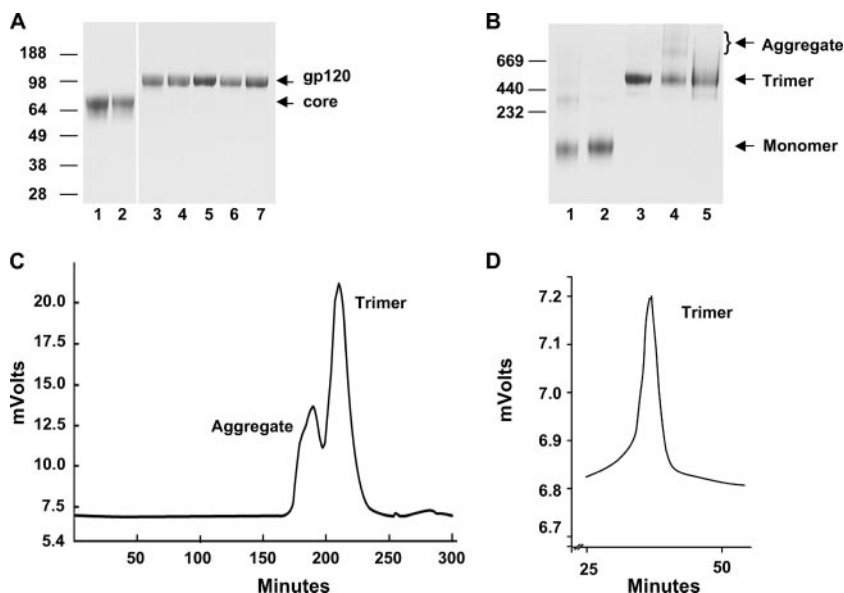 A
188
98
64
49
38
28
gp120
core
1 2 3 4 5 6 7
B
669
440
232
Aggregate
Trimer
Monomer
1 2 3 4 5
C
mVolts
20.0
17.5
15.0
12.5
10.0
7.5
5.4
Aggregate
Trimer
50 100 150 200 250 300
Minutes
D
mVolts
7.2
7.1
7.0
6.9
6.8
6.7
Trimer
25 50
Minutes